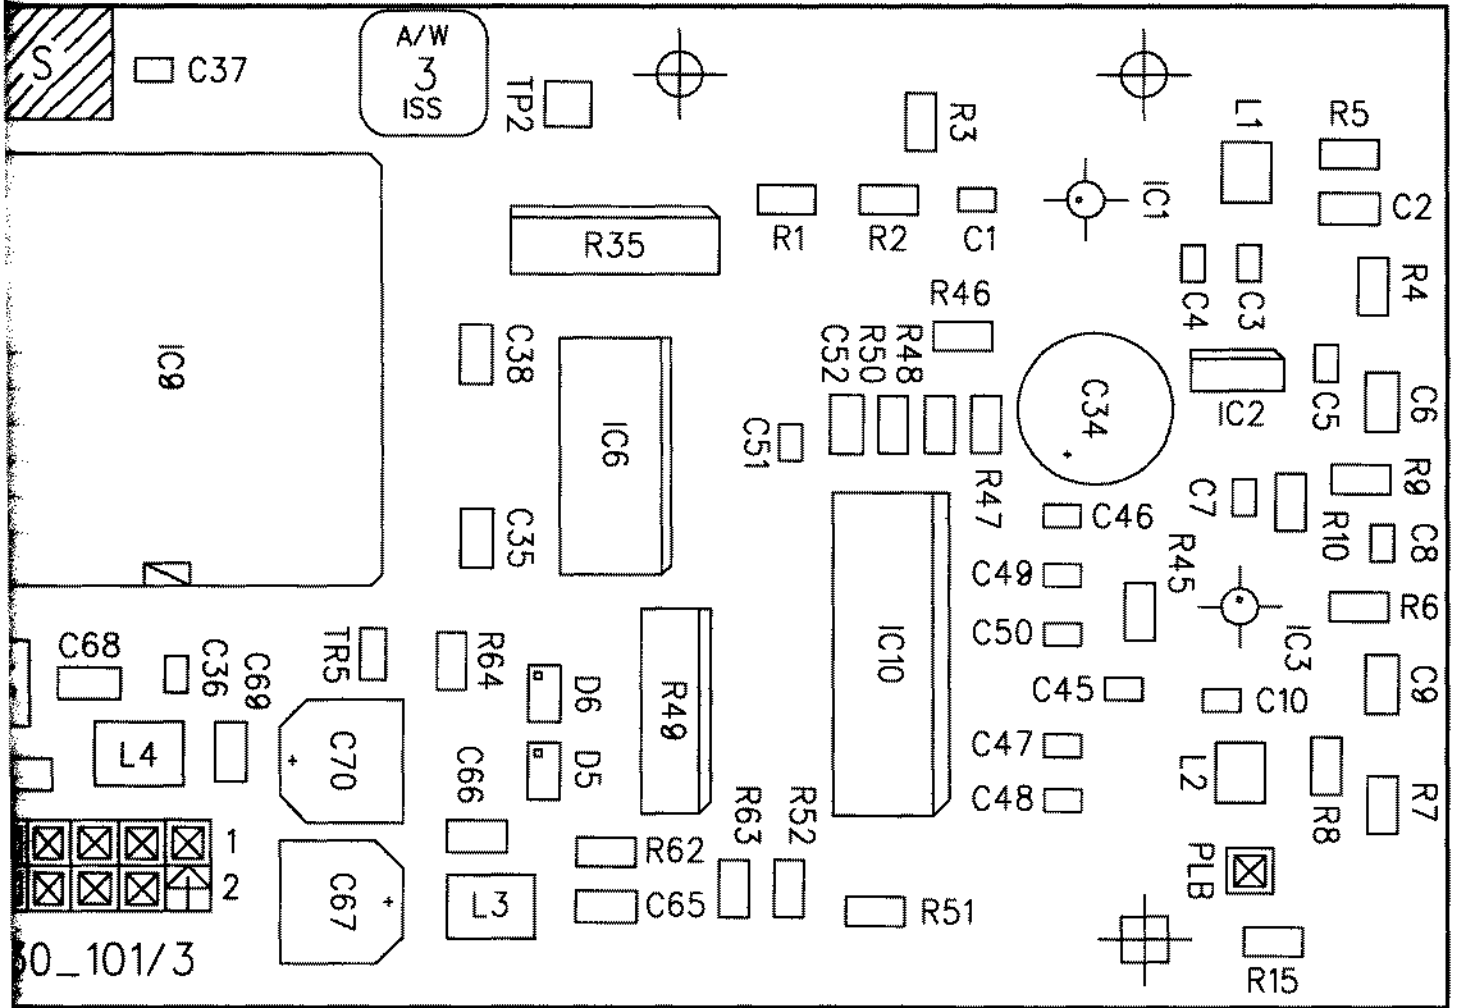 S
C37
A/W
3
ISS
TP2
R3
L1
R5
IC1
C2
R1
R2
C1
R35
R4
C4
C3
R46
C38
C52
R50
R48
IC9
C34
IC2
C5
C6
C51
IC6
R47
R9
C7
C46
R10
C8
C35
R45
C49
R6
C50
IC3
IC10
C68
C36
C69
TR5
R64
D6
R49
C45
C10
C9
L4
C70
C66
D5
C47
L2
C48
R63
R52
R8
R7
1
2
R62
PLB
C67
L3
C65
R51
0_101/3
R15